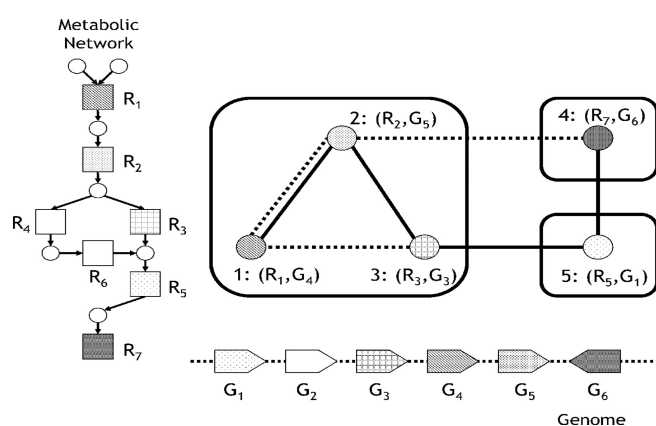 Metabolic
Network
R1
R2
R4
R3
R6
R5
R7
2: (R2,G5)
4: (R7,G6)
1: (R1,G4)
3: (R3,G3)
5: (R5,G1)
G1
G2
G3
G4
G5
G6
Genome